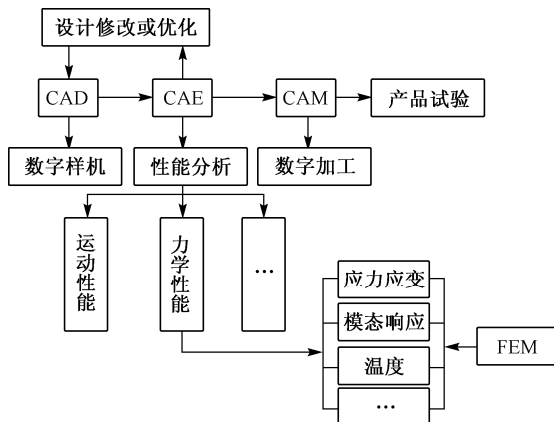 设计修改或优化
CAD
CAE
CAM
产品试验
数字样机
性能分析
数字加工
运动性能
力学性能
…
应力应变
模态响应
温度
…
FEM